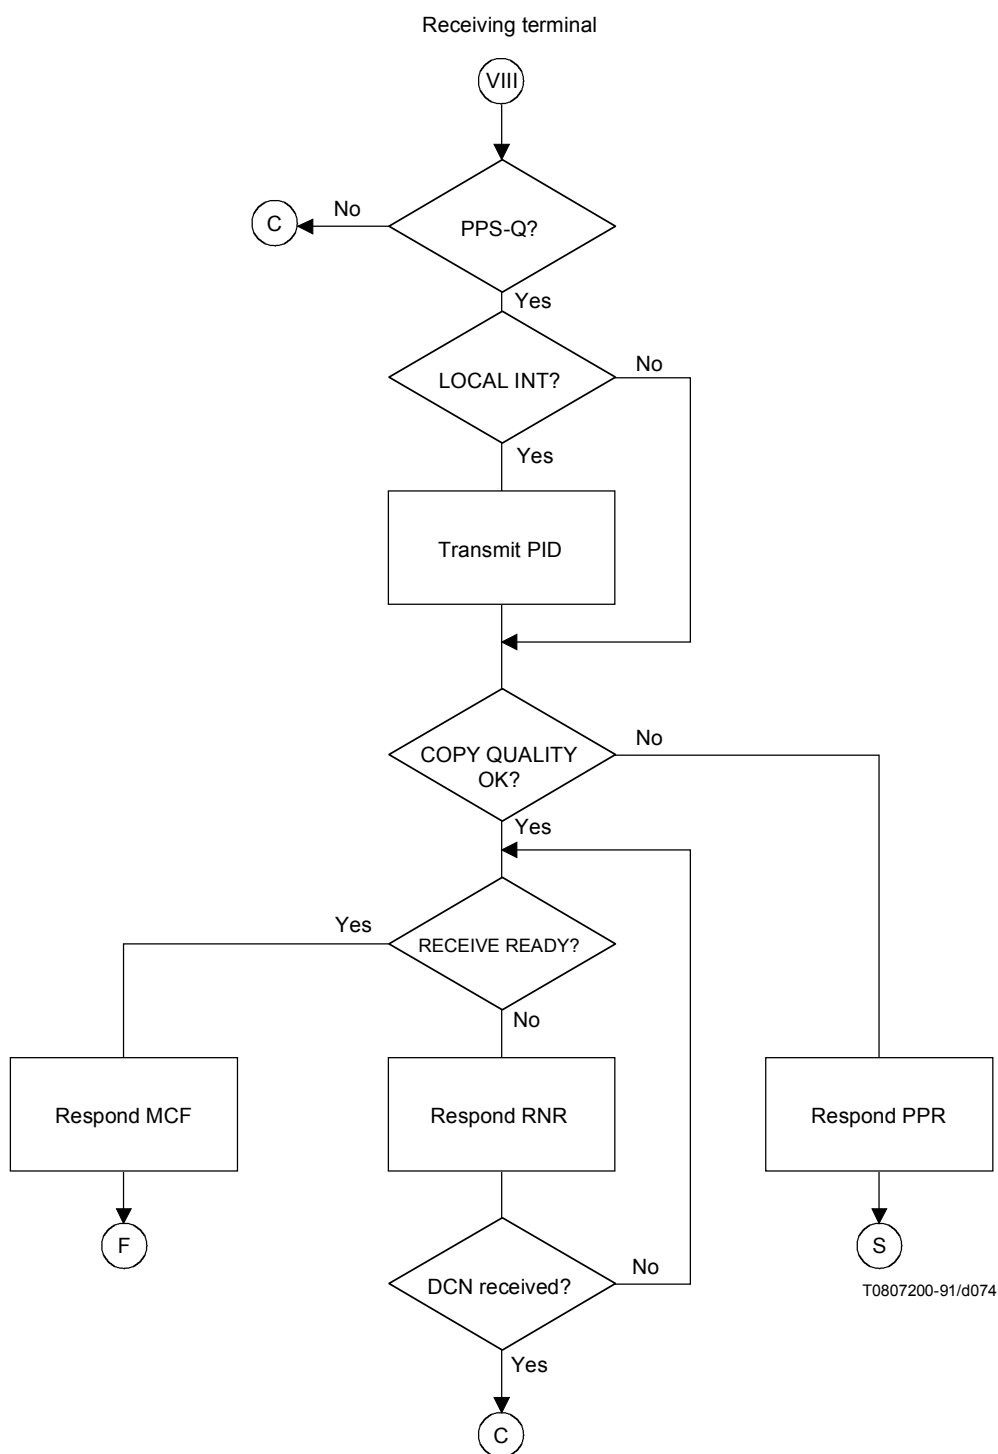 Receiving terminal
VIII
No
C
PPS-Q?
Yes
No
LOCAL INT?
Yes
Transmit PID
No
COPY QUALITY
OK?
Yes
Yes
RECEIVE READY?
No
Respond MCF
Respond RNR
Respond PPR
F
S
No
DCN received?
T0807200-91/d074
Yes
C